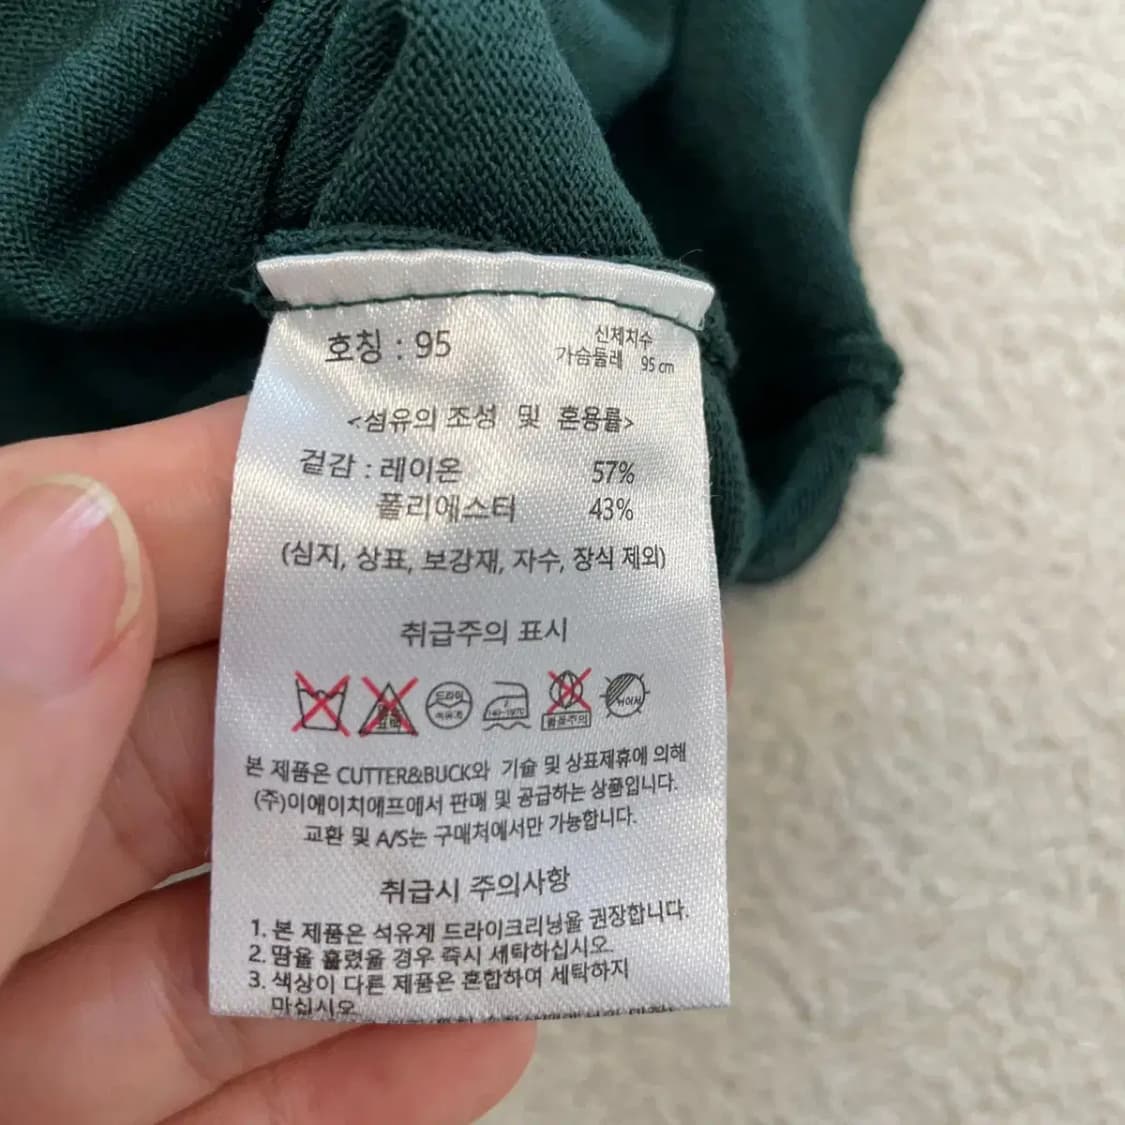 호칭 : 95
신체치수
가슴둘레 95 cm
<섬유의 조성 및 혼용률>
겉감 : 레이온 57%
폴리에스터 43%
(심지, 상표, 보강재, 자수, 장식 제외)
취급주의 표시
드라이
석유계
140~160℃
뒤어서
본 제품은 CUTTER&BUCK와 기술 및 상표제휴에 의해
(주)이에이치에프에서 판매 및 공급하는 상품입니다.
교환 및 A/S는 구매처에서만 가능합니다.
취급시 주의사항
1. 본 제품은 석유계 드라이크리닝을 권장합니다.
2. 땀을 흘렸을 경우 즉시 세탁하십시오.
3. 색상이 다른 제품은 혼합하여 세탁하지
마십시오